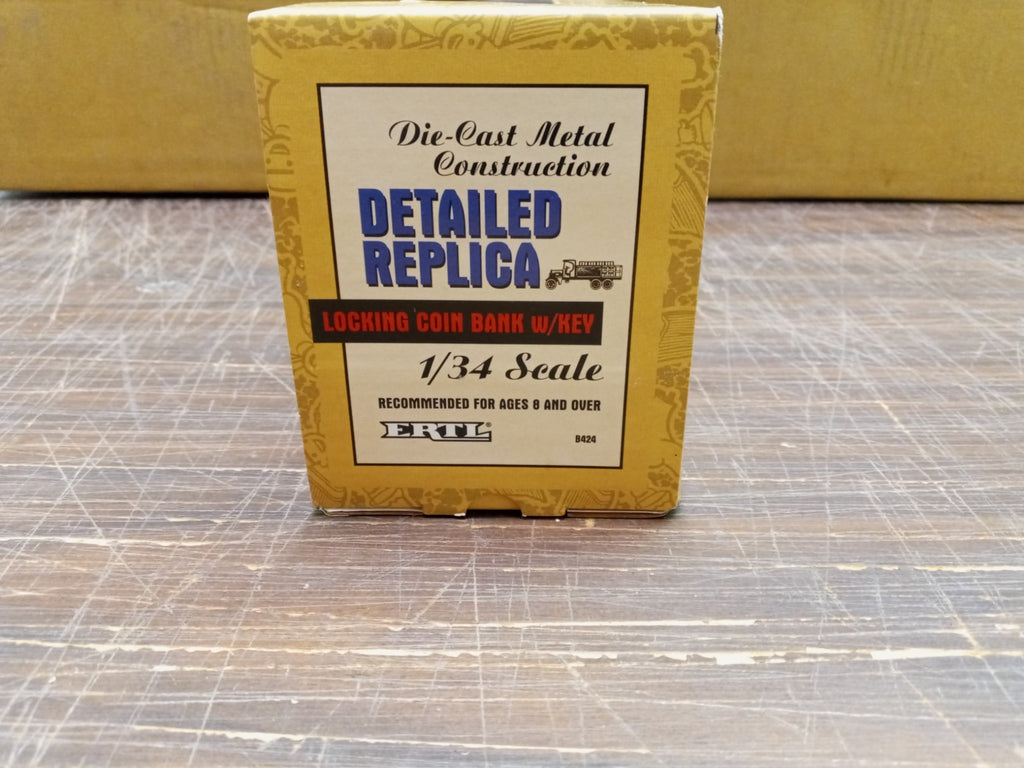 Die-Cast Metal
Construction
DETAILED
REPLICA
LOCKING COIN BANK W/KEY
1/34 Scale
RECOMMENDED FOR AGES 8 AND OVER
ERTL®
B424